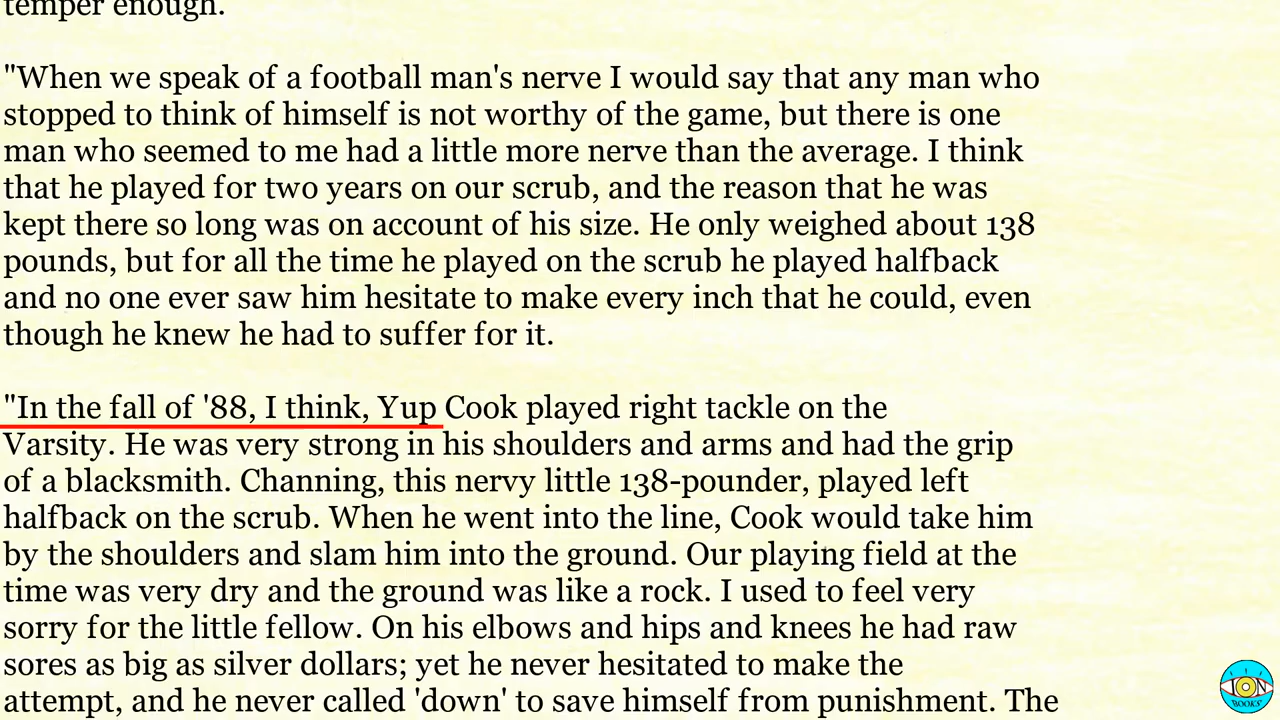 temper enough.
"When we speak of a football man's nerve I would say that any man who
stopped to think of himself is not worthy of the game, but there is one
man who seemed to me had a little more nerve than the average. I think
that he played for two years on our scrub, and the reason that he was
kept there so long was on account of his size. He only weighed about 138
pounds, but for all the time he played on the scrub he played halfback
and no one ever saw him hesitate to make every inch that he could, even
though he knew he had to suffer for it.
"In the fall of '88, I think, Yup Cook played right tackle on the
Varsity. He was very strong in his shoulders and arms and had the grip
of a blacksmith. Channing, this nervy little 138-pounder, played left
halfback on the scrub. When he went into the line, Cook would take him
by the shoulders and slam him into the ground. Our playing field at the
time was very dry and the ground was like a rock. I used to feel very
sorry for the little fellow. On his elbows and hips and knees he had raw
sores as big as silver dollars; yet he never hesitated to make the
attempt, and he never called 'down' to save himself from punishment. The
BOOKS